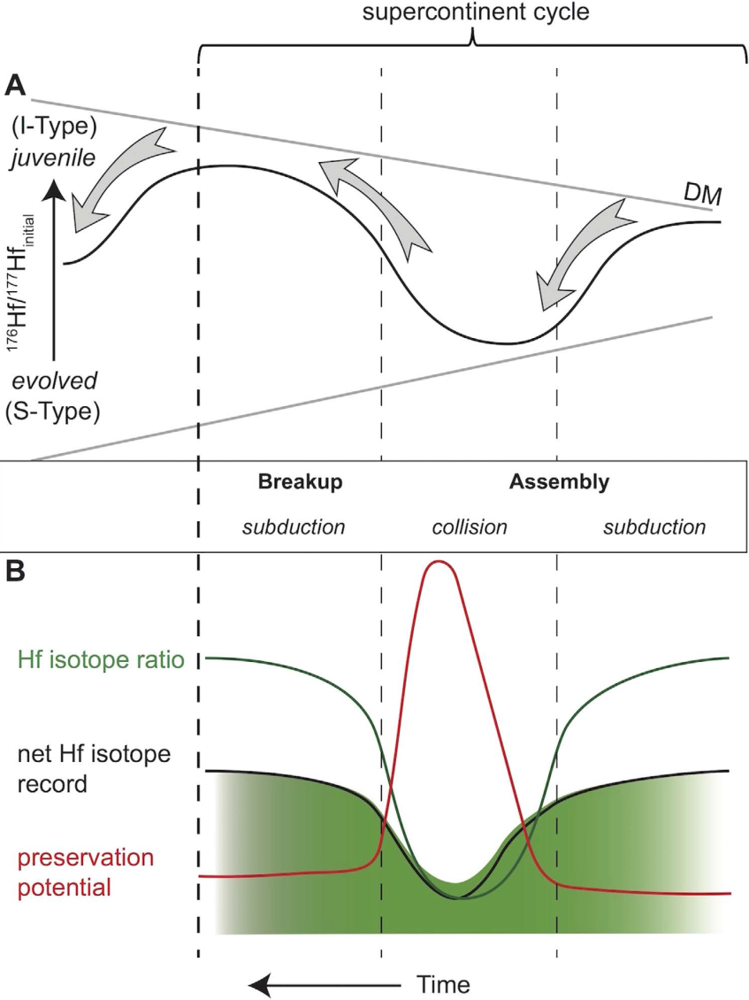 supercontinent cycle
A
(I-Type)
juvenile
DM
176Hf/177Hfinitial
evolved
(S-Type)
Breakup
Assembly
subduction
collision
subduction
B
Hf isotope ratio
net Hf isotope
record
preservation
potential
Time